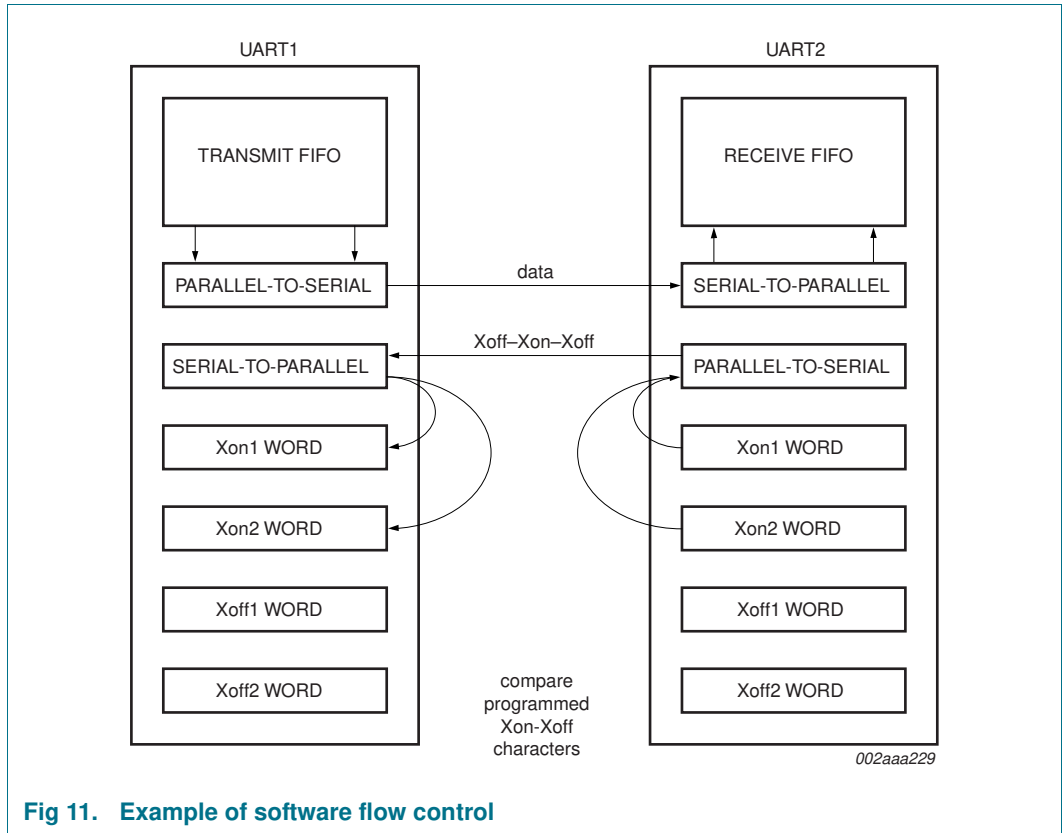 UART1
UART2
TRANSMIT FIFO
RECEIVE FIFO
PARALLEL-TO-SERIAL
data
SERIAL-TO-PARALLEL
Xoff–Xon–Xoff
SERIAL-TO-PARALLEL
PARALLEL-TO-SERIAL
Xon1 WORD
Xon1 WORD
Xon2 WORD
Xon2 WORD
Xoff1 WORD
Xoff1 WORD
Xoff2 WORD
Xoff2 WORD
compare
programmed
Xon-Xoff
characters
002aaa229
Fig 11. Example of software flow control